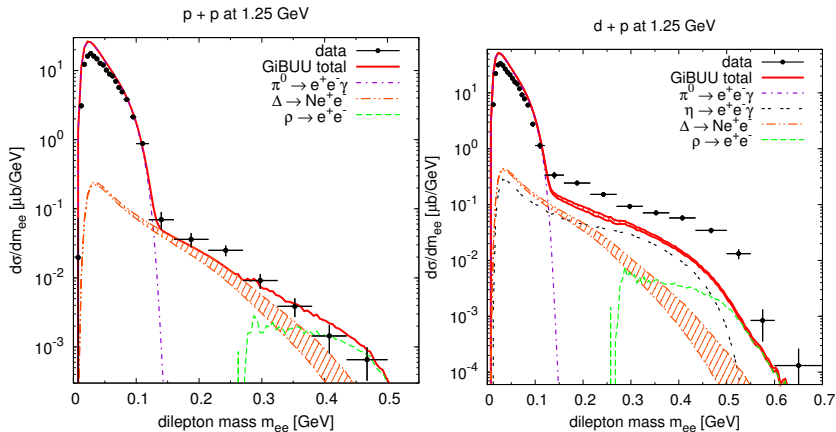 p + p at 1.25 GeV
data
GiBUU total
π⁰ → e⁺e⁻γ
Δ → Ne⁺e⁻
ρ → e⁺e⁻
10¹
10⁰
10⁻¹
10⁻²
10⁻³
dσ/dm_ee [μb/GeV]
0 0.1 0.2 0.3 0.4 0.5
dilepton mass m_ee [GeV]
d + p at 1.25 GeV
data
GiBUU total
π⁰ → e⁺e⁻γ
η → e⁺e⁻γ
Δ → Ne⁺e⁻
ρ → e⁺e⁻
10¹
10⁰
10⁻¹
10⁻²
10⁻³
10⁻⁴
dσ/dm_ee [μb/GeV]
0 0.1 0.2 0.3 0.4 0.5 0.6 0.7
dilepton mass m_ee [GeV]